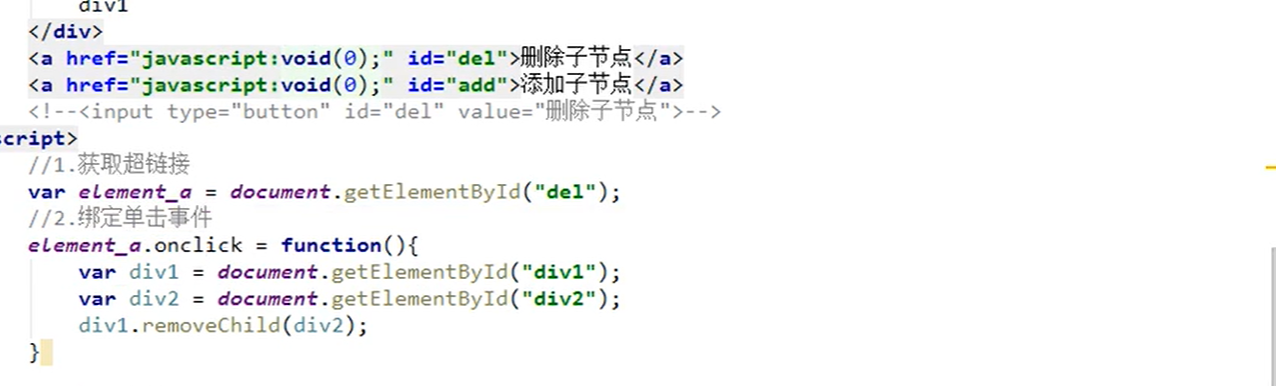 div1
</div>
<a href="javascript:void(0);" id="del">删除子节点</a>
<a href="javascript:void(0);" id="add">添加子节点</a>
<!--<input type="button" id="del" value="删除子节点">-->
script>
//1.获取超链接
var element_a = document.getElementById("del");
//2.绑定单击事件
element_a.onclick = function(){
var div1 = document.getElementById("div1");
var div2 = document.getElementById("div2");
div1.removeChild(div2);
}